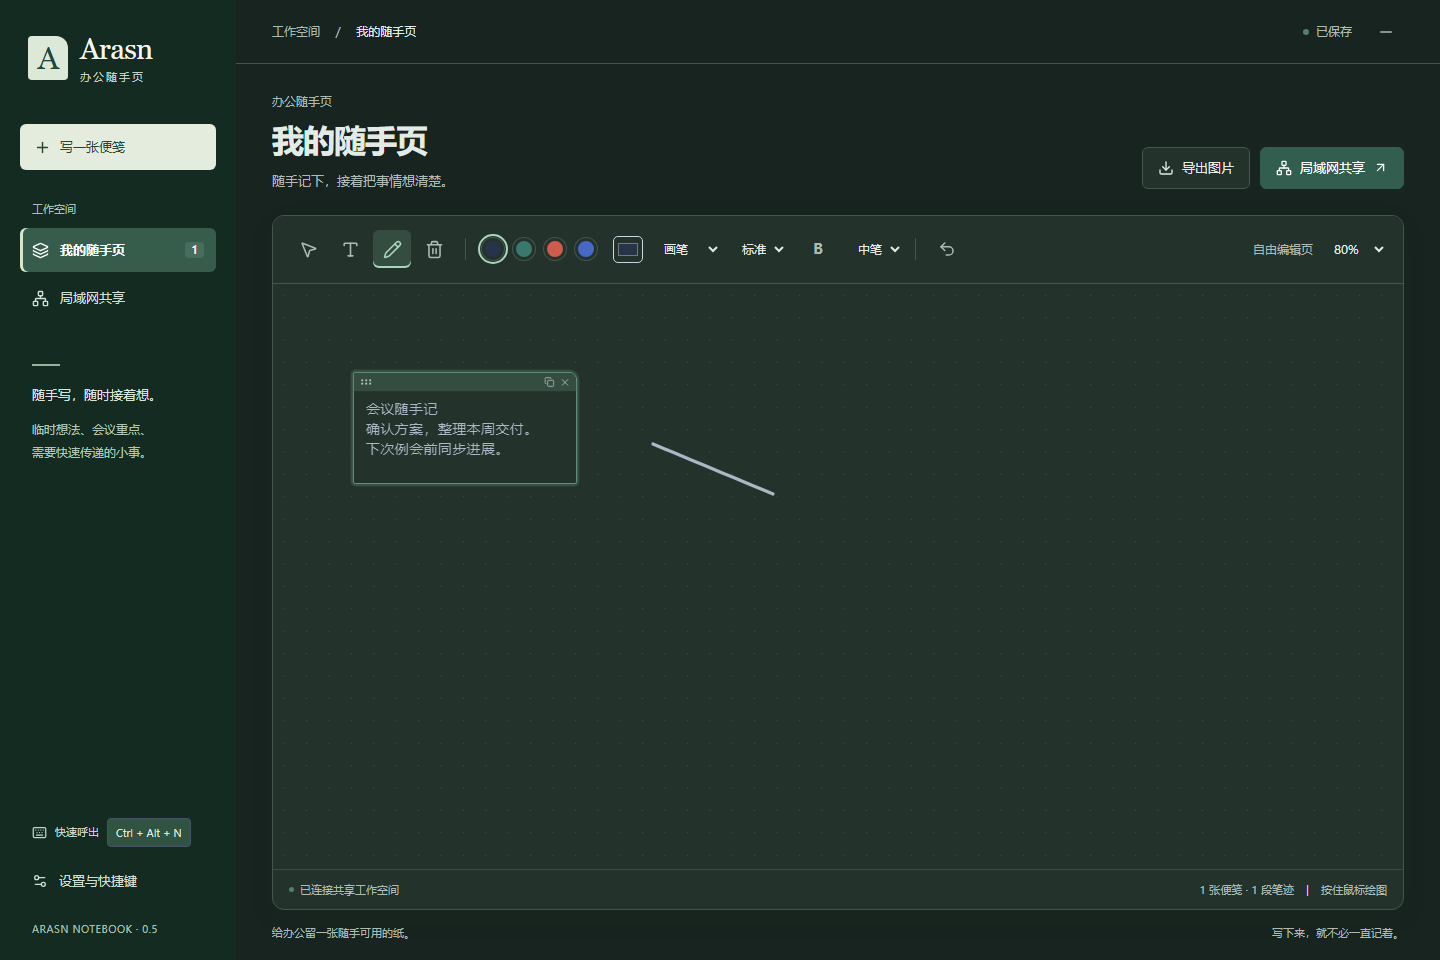 A
Arasn
办公随手页
写一张便笺
工作空间
我的随手页 1
局域网共享
随手写，随时接着想。
临时想法、会议重点、
需要快速传递的小事。
快速呼出 Ctrl + Alt + N
设置与快捷键
ARASN NOTEBOOK · 0.5
工作空间 / 我的随手页
已保存
办公随手页
我的随手页
随手记下，接着把事情想清楚。
导出图片
局域网共享
画笔 标准 B 中笔
自由编辑页 80%
会议随手记
确认方案，整理本周交付。
下次例会前同步进展。
已连接共享工作空间
1 张便笺 · 1 段笔迹 | 按住鼠标绘图
给办公留一张随手可用的纸。
写下来，就不必一直记着。